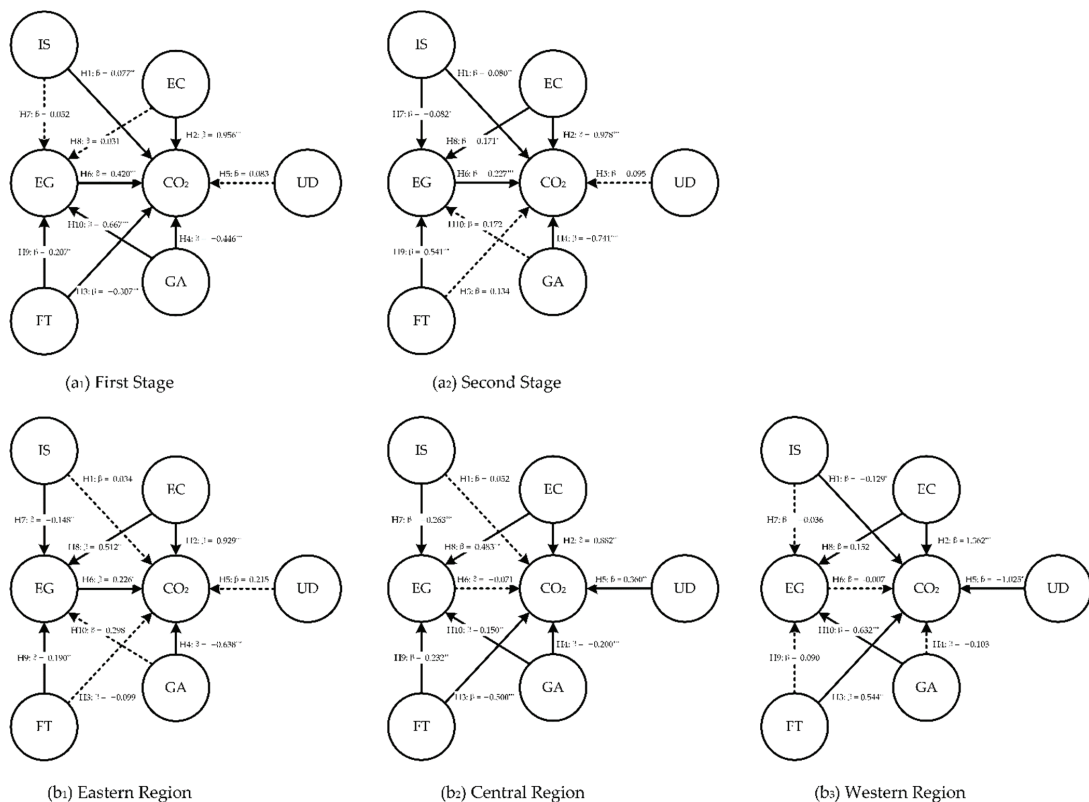 IS
EC
H1: β = 0.077***
H7: β = 0.052
H8: β = 0.031
H2: β = 0.956***
EG
H6: β = 0.420***
CO₂
H5: β = 0.083
UD
H10: β = 0.667***
H4: β = −0.446***
H9: β = 0.207*
GA
H3: β = −0.307***
FT
(a₁) First Stage
IS
EC
H1: β = 0.080**
H7: β = −0.082*
H8: β = 0.171*
H2: β = 0.978***
EG
H6: β = 0.227***
CO₂
0.095
UD
H10: β = 0.172
H4: β = −0.741***
H9: β = 0.541***
GA
β = 0.134
FT
(a₂) Second Stage
IS
EC
H1: β = 0.034
H7: β = −0.148**
H8: β = 0.512**
H2: β = 0.929***
EG
H6: β = 0.226*
CO₂
H5: β = 0.215
UD
H10: β = 0.298
H4: β = −0.638***
H9: β = 0.190**
GA
H3: β = −0.099
FT
(b₁) Eastern Region
IS
EC
H1: β = 0.052
H7: β = 0.263***
H8: β = 0.483***
H2: β = 0.882***
EG
H6: β = −0.071
CO₂
H5: β = 0.360**
UD
H10: β = 0.150**
H4: β = −0.200***
H9: β = 0.232**
GA
H3: β = −0.500***
FT
(b₂) Central Region
IS
EC
H1: β = −0.129*
H7: β = 0.036
H8: β = 0.152
H2: β = 1.362***
EG
H6: β = −0.007
CO₂
H5: β = −1.025*
UD
H10: β = 0.632***
H4: β = −0.103
H9: β = 0.090
GA
H3: β = 0.544**
FT
(b₃) Western Region